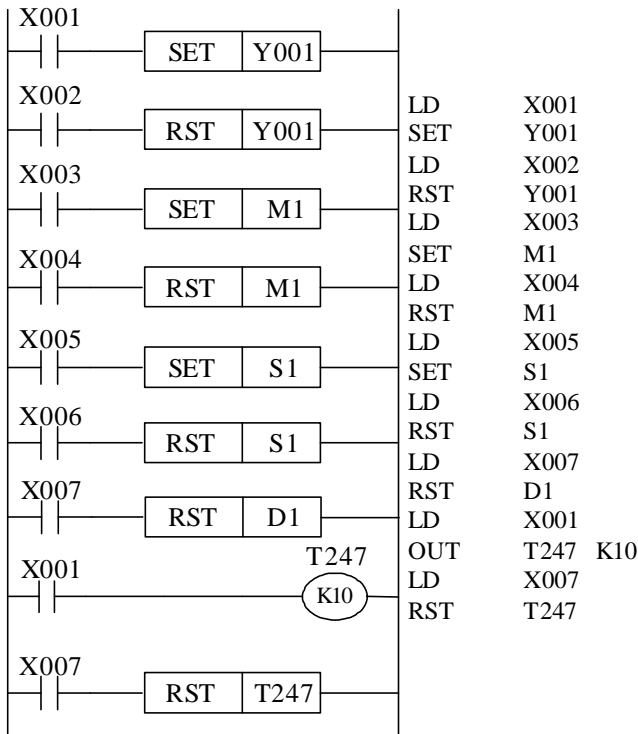 X001
SET Y001
X002
RST Y001
X003
SET M1
X004
RST M1
X005
SET S1
X006
RST S1
X007
RST D1
X001
T247
K10
X007
RST T247
LD X001
SET Y001
LD X002
RST Y001
LD X003
SET M1
LD X004
RST M1
LD X005
SET S1
LD X006
RST S1
LD X007
RST D1
LD X001
OUT T247 K10
LD X007
RST T247